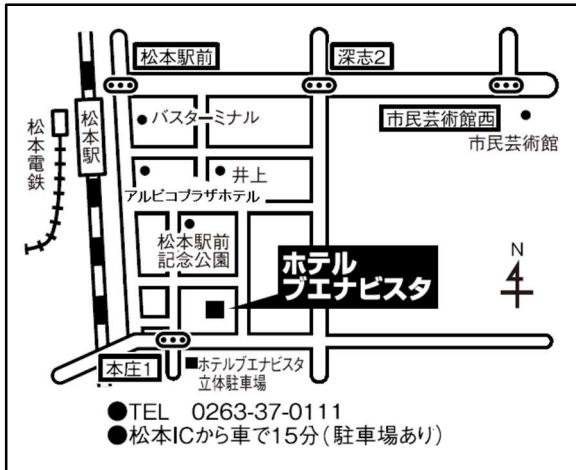 松本駅前
深志2
バスターミナル
市民芸術館西
市民芸術館
松本電鉄
松本駅
井上
アルピコプラザホテル
松本駅前
記念公園
ホテル
ブエナビスタ
N
4
本庄1
■ホテルブエナビスタ
立体駐車場
●TEL 0263-37-0111
●松本ICから車で15分(駐車場あり)